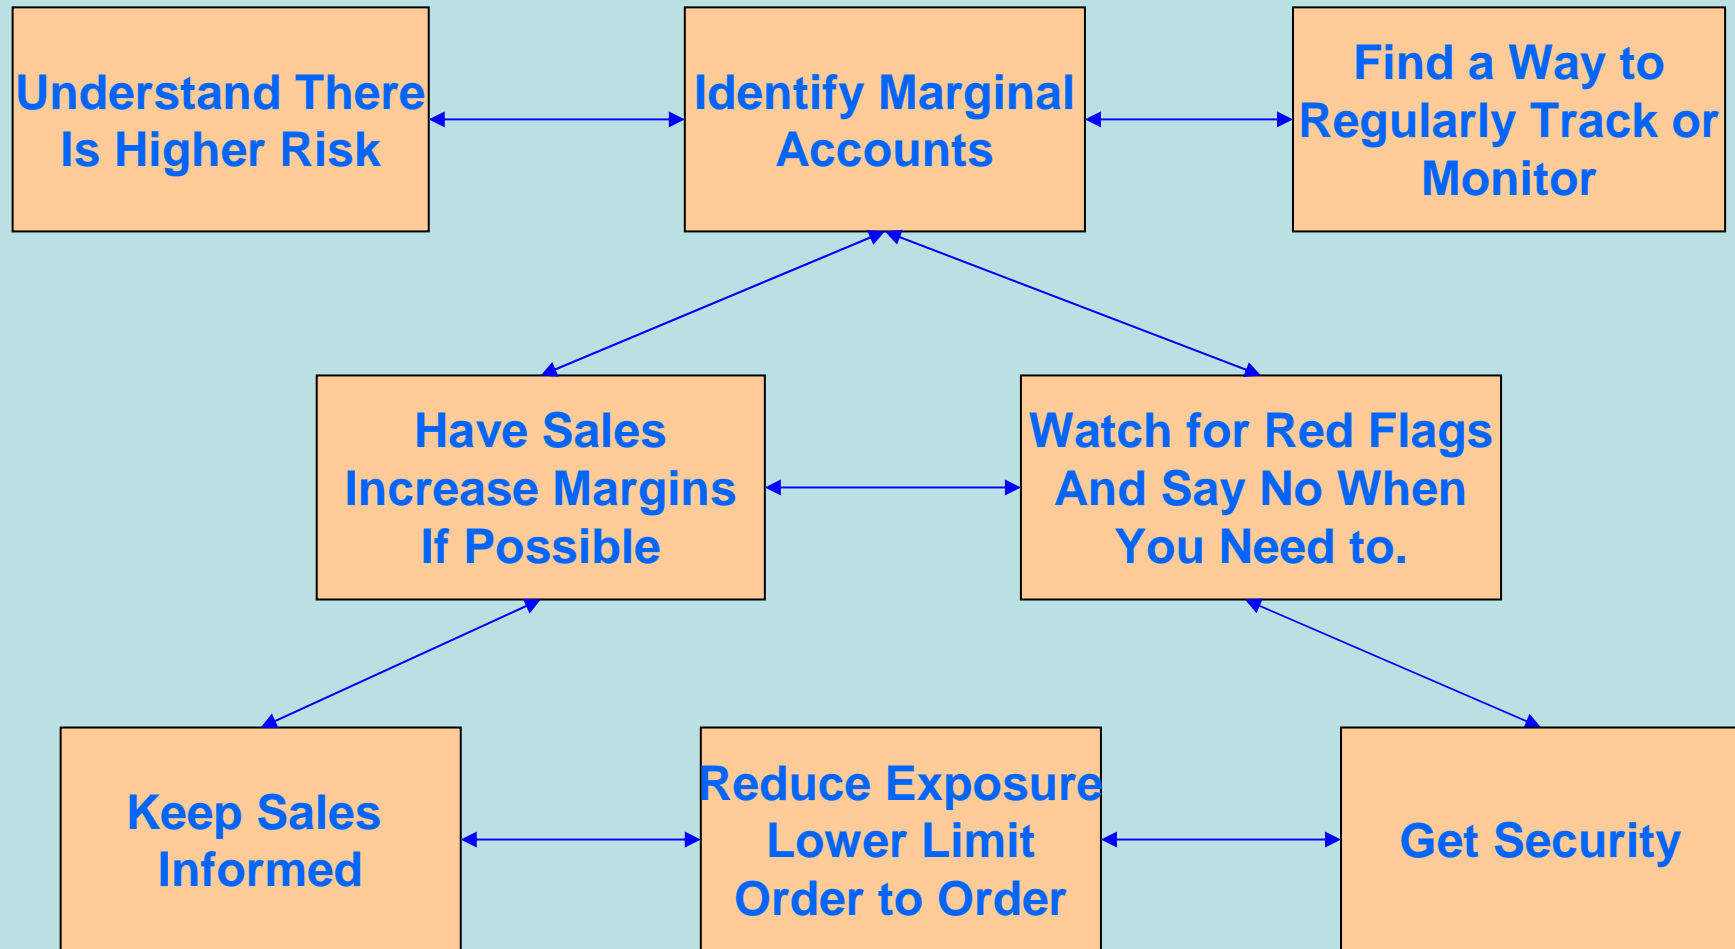 Understand There
Is Higher Risk
Identify Marginal
Accounts
Find a Way to
Regularly Track or
Monitor
Have Sales
Increase Margins
If Possible
Watch for Red Flags
And Say No When
You Need to.
Keep Sales
Informed
Reduce Exposure
Lower Limit
Order to Order
Get Security